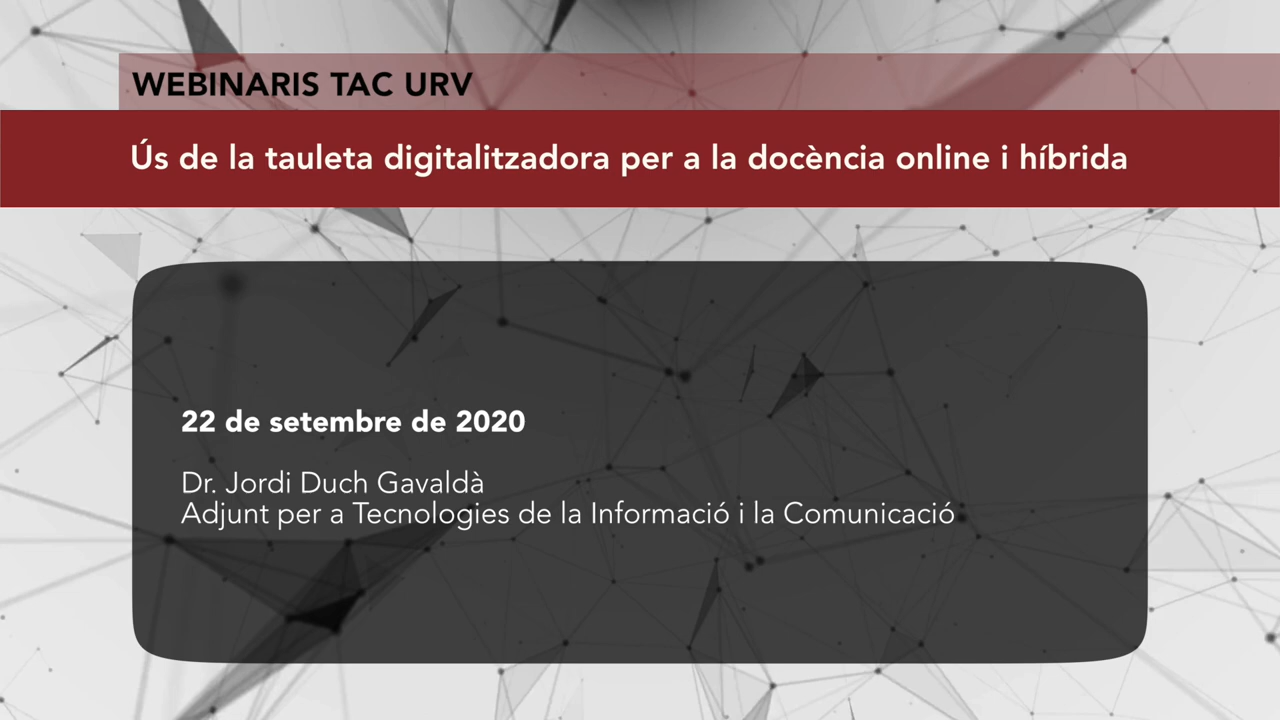 WEBINARIS TAC URV
Ús de la tauleta digitalitzadora per a la docència online i híbrida
22 de setembre de 2020
Dr. Jordi Duch Gavaldà
Adjunt per a Tecnologies de la Informació i la Comunicació